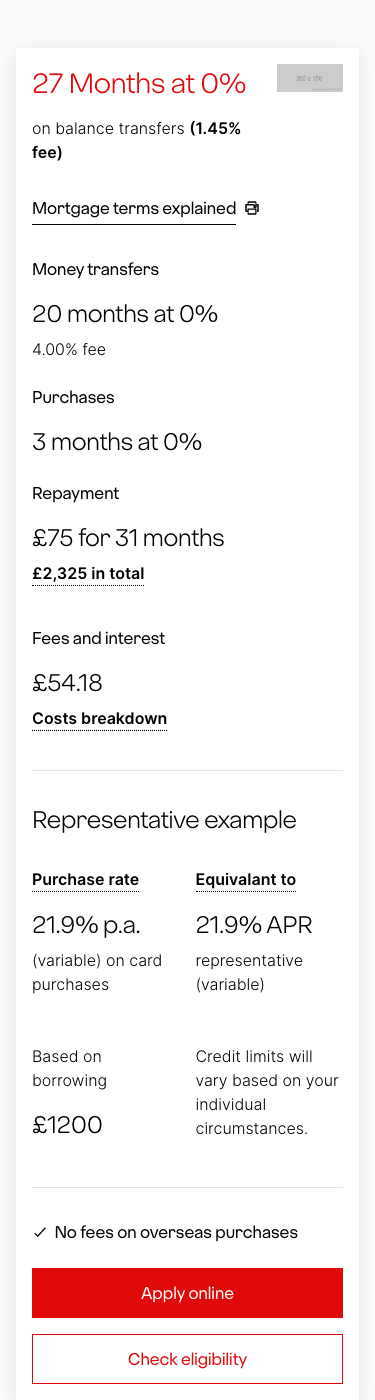 27 Months at 0%
350 x 150
on balance transfers (1.45%
fee)
Mortgage terms explained
Money transfers
20 months at 0%
4.00% fee
Purchases
3 months at 0%
Repayment
£75 for 31 months
£2,325 in total
Fees and interest
£54.18
Costs breakdown
Representative example
Purchase rate
21.9% p.a.
(variable) on card
purchases
Equivalant to
21.9% APR
representative
(variable)
Based on
borrowing
£1200
Credit limits will
vary based on your
individual
circumstances.
No fees on overseas purchases
Apply online
Check eligibility